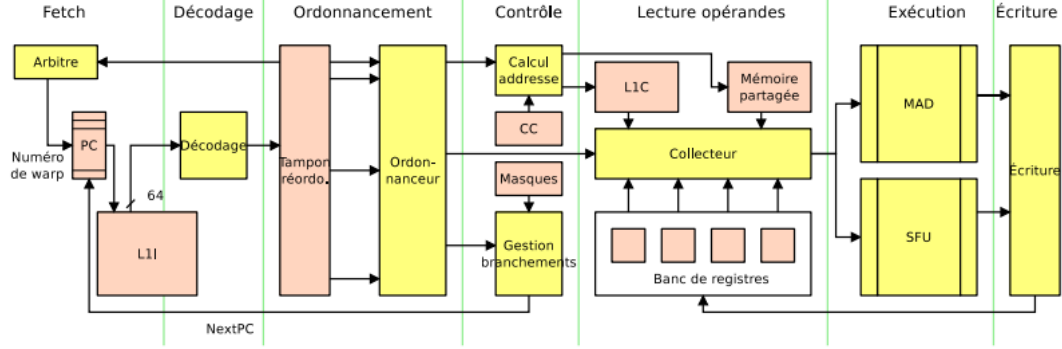 Fetch
Décodage
Ordonnancement
Contrôle
Lecture opérandes
Exécution
Écriture
Arbitre
Calcul
addresse
L1C
Mémoire
partagée
MAD
CC
PC
Numéro
de warp
Décodage
Tampon
réordo.
Ordon-
nanceur
Collecteur
Masques
Écriture
64
L1I
Gestion
branchements
SFU
Banc de registres
NextPC